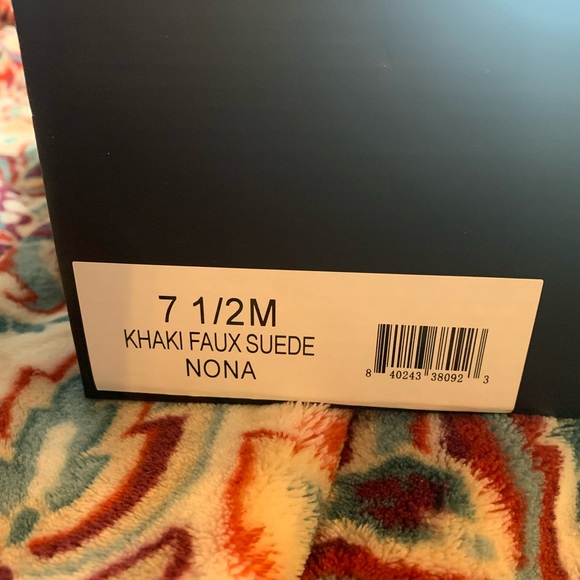 7 1/2M
KHAKI FAUX SUEDE
NONA
8 40243 38092 3